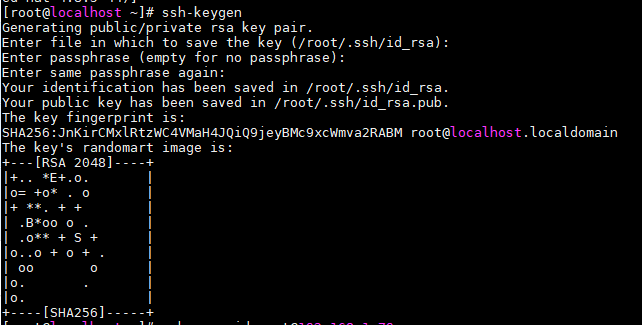 [root@localhost ~]# ssh-keygen
Generating public/private rsa key pair.
Enter file in which to save the key (/root/.ssh/id_rsa):
Enter passphrase (empty for no passphrase):
Enter same passphrase again:
Your identification has been saved in /root/.ssh/id_rsa.
Your public key has been saved in /root/.ssh/id_rsa.pub.
The key fingerprint is:
SHA256:JnKirCMxlRtzWC4VMaH4JQiQ9jeyBMc9xcWmva2RABM root@localhost.localdomain
The key's randomart image is:
+---[RSA 2048]----+
|+.. *E+.o.       |
|o= +o* . o       |
|+ **. + +        |
| .B*oo o .       |
| .o** + S +      |
|o..o + o + .     |
| oo       o      |
|o.       .       |
|o.               |
+----[SHA256]-----+